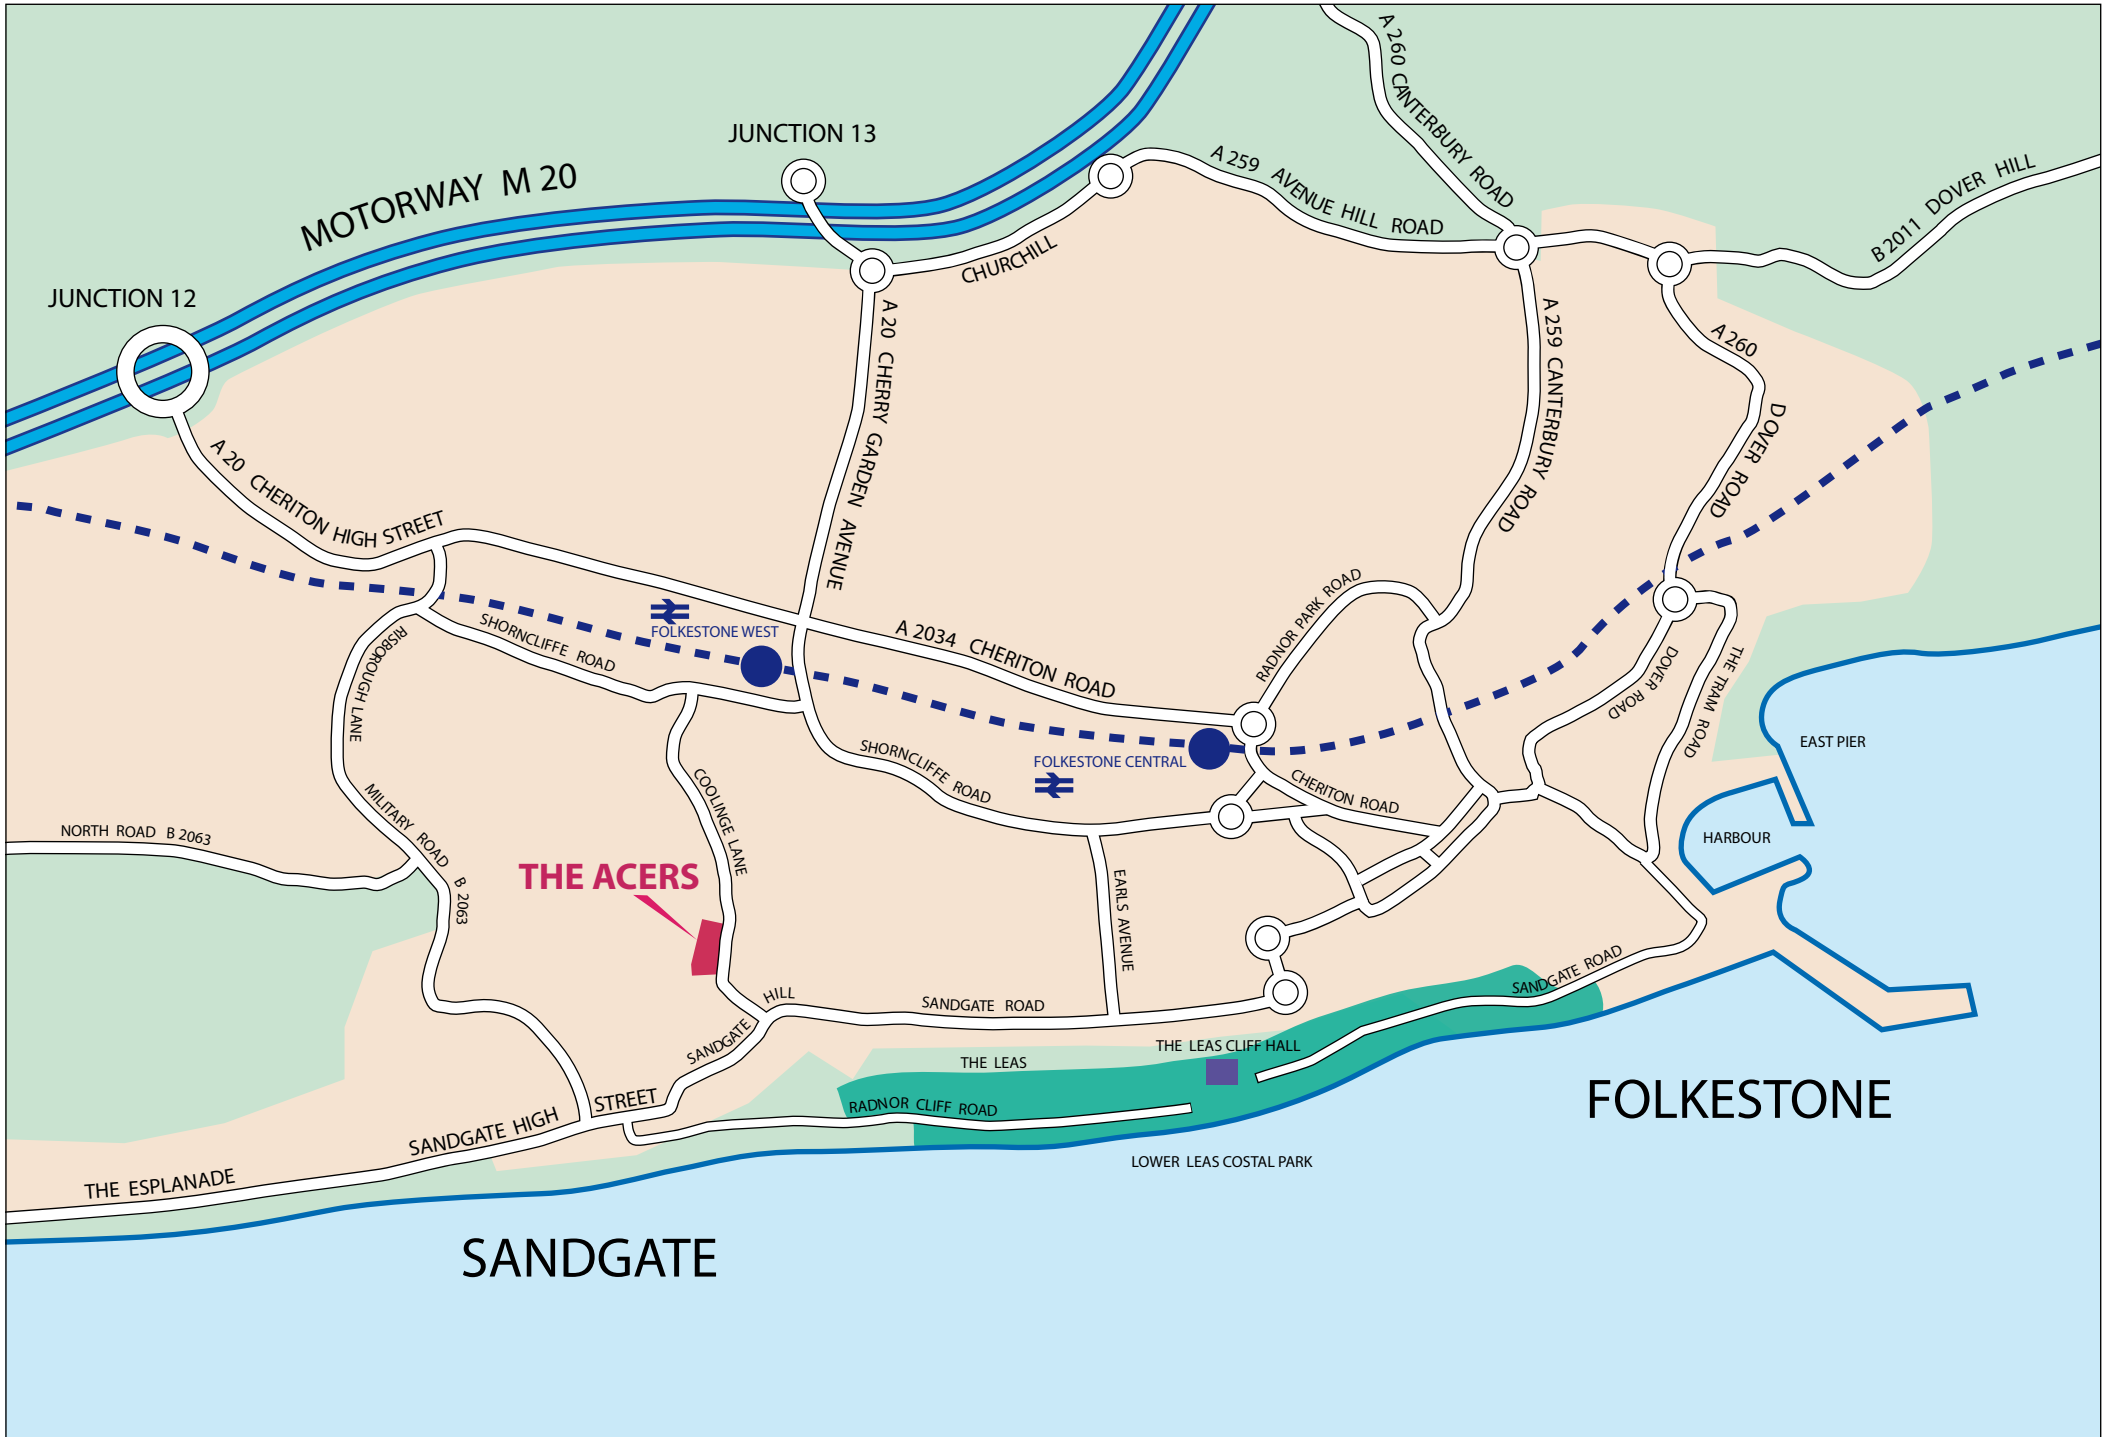 A 260 CANTERBURY ROAD
JUNCTION 13
MOTORWAY M 20
A 259 AVENUE HILL ROAD
B 2011 DOVER HILL
CHURCHILL
JUNCTION 12
A 20 CHERRY GARDEN AVENUE
A 259 CANTERBURY ROAD
A 260
DOVER ROAD
A 20 CHERITON HIGH STREET
RADNOR PARK ROAD
FOLKESTONE WEST
SHORNCLIFFE ROAD
A 2034 CHERITON ROAD
RISBOROUGH LANE
DOVER ROAD
THE TRAM ROAD
EAST PIER
SHORNCLIFFE ROAD
FOLKESTONE CENTRAL
CHERITON ROAD
COOLINGE LANE
MILITARY ROAD
B 2063
NORTH ROAD B 2063
HARBOUR
THE ACERS
EARLS AVENUE
SANDGATE HILL
SANDGATE ROAD
SANDGATE ROAD
THE LEAS CLIFF HALL
THE LEAS
RADNOR CLIFF ROAD
FOLKESTONE
SANDGATE HIGH STREET
LOWER LEAS COSTAL PARK
THE ESPLANADE
SANDGATE